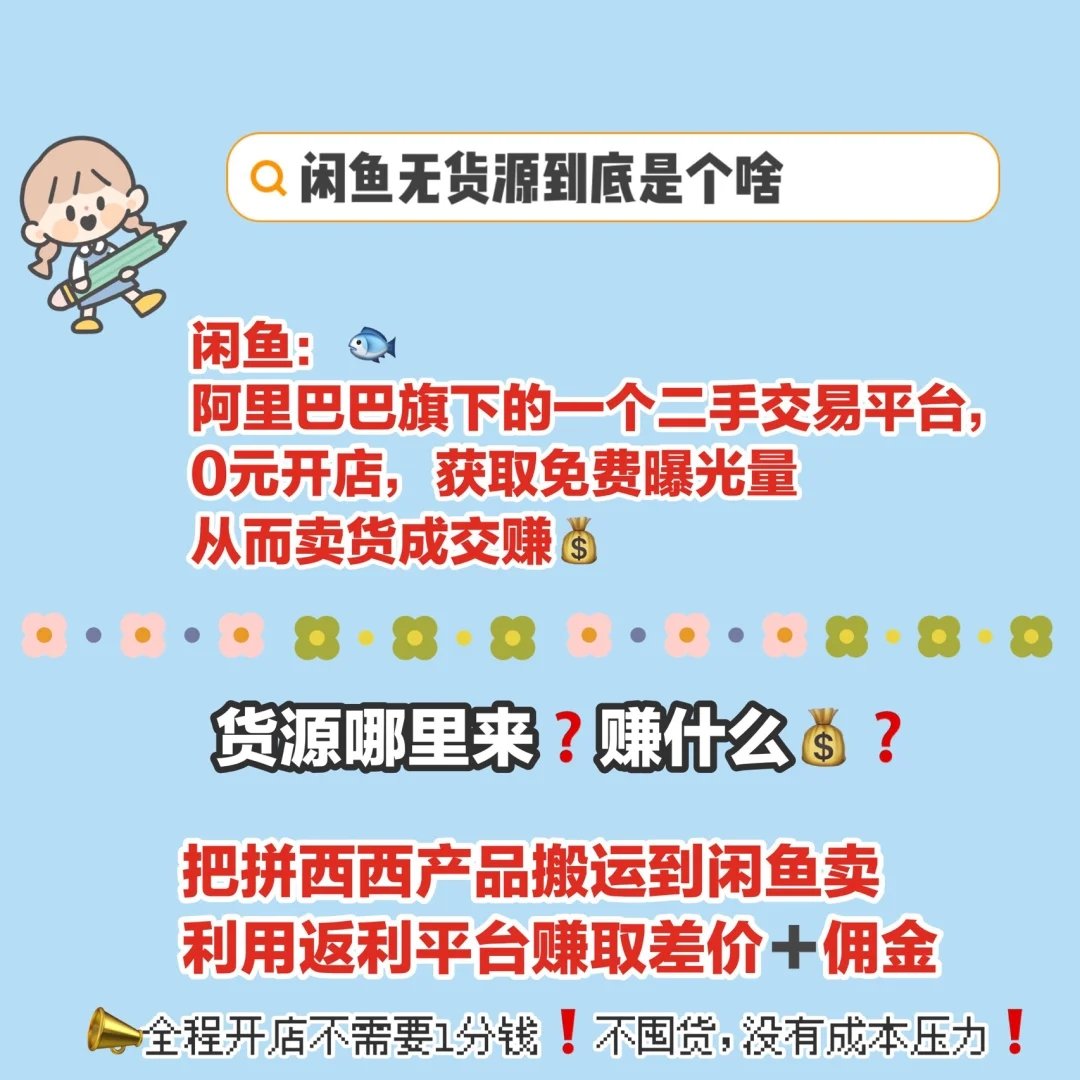 闲鱼无货源到底是个啥
闲鱼：🐟
阿里巴巴旗下的一个二手交易平台，
0元开店，获取免费曝光量
从而卖货成交赚💰
货源哪里来❓赚什么💰❓
把拼西西产品搬运到闲鱼卖
利用返利平台赚取差价➕佣金
📣全程开店不需要1分钱❗不囤货,没有成本压力❗